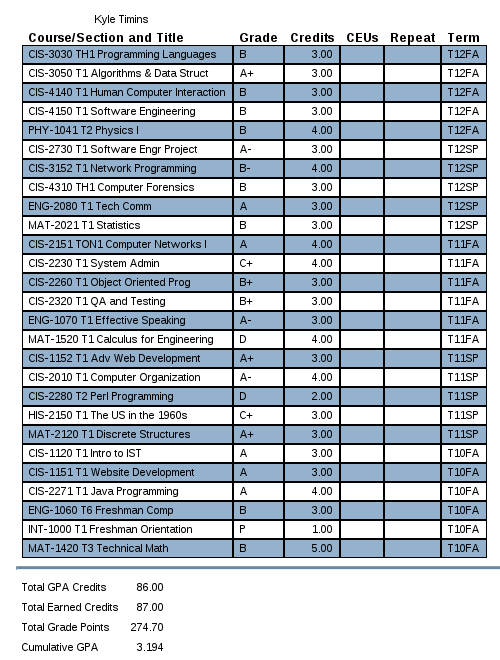 Kyle Timins
Course/Section and Title Grade Credits CEUs Repeat Term
CIS-3030 TH1 Programming Languages B 3.00 T12FA
CIS-3050 T1 Algorithms & Data Struct A+ 3.00 T12FA
CIS-4140 T1 Human Computer Interaction B 3.00 T12FA
CIS-4150 T1 Software Engineering B 3.00 T12FA
PHY-1041 T2 Physics I B 4.00 T12FA
CIS-2730 T1 Software Engr Project A- 3.00 T12SP
CIS-3152 T1 Network Programming B- 4.00 T12SP
CIS-4310 TH1 Computer Forensics B 3.00 T12SP
ENG-2080 T1 Tech Comm A 3.00 T12SP
MAT-2021 T1 Statistics B 3.00 T12SP
CIS-2151 TON1 Computer Networks I A 4.00 T11FA
CIS-2230 T1 System Admin C+ 4.00 T11FA
CIS-2260 T1 Object Oriented Prog B+ 3.00 T11FA
CIS-2320 T1 QA and Testing B+ 3.00 T11FA
ENG-1070 T1 Effective Speaking A- 3.00 T11FA
MAT-1520 T1 Calculus for Engineering D 4.00 T11FA
CIS-1152 T1 Adv Web Development A+ 3.00 T11SP
CIS-2010 T1 Computer Organization A- 4.00 T11SP
CIS-2280 T2 Perl Programming D 2.00 T11SP
HIS-2150 T1 The US in the 1960s C+ 3.00 T11SP
MAT-2120 T1 Discrete Structures A+ 3.00 T11SP
CIS-1120 T1 Intro to IST A 3.00 T10FA
CIS-1151 T1 Website Development A 3.00 T10FA
CIS-2271 T1 Java Programming A 4.00 T10FA
ENG-1060 T6 Freshman Comp B 3.00 T10FA
INT-1000 T1 Freshman Orientation P 1.00 T10FA
MAT-1420 T3 Technical Math B 5.00 T10FA
Total GPA Credits 86.00
Total Earned Credits 87.00
Total Grade Points 274.70
Cumulative GPA 3.194